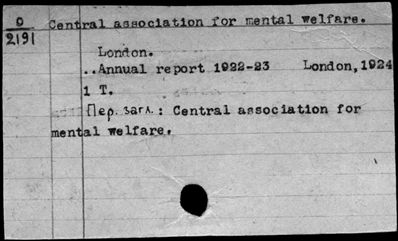 O
2191
Central association for mental welfare.
London.
..Annual report 1922-23 London, 1924
1 T.
Пер. загл.: Central association for
mental welfare.